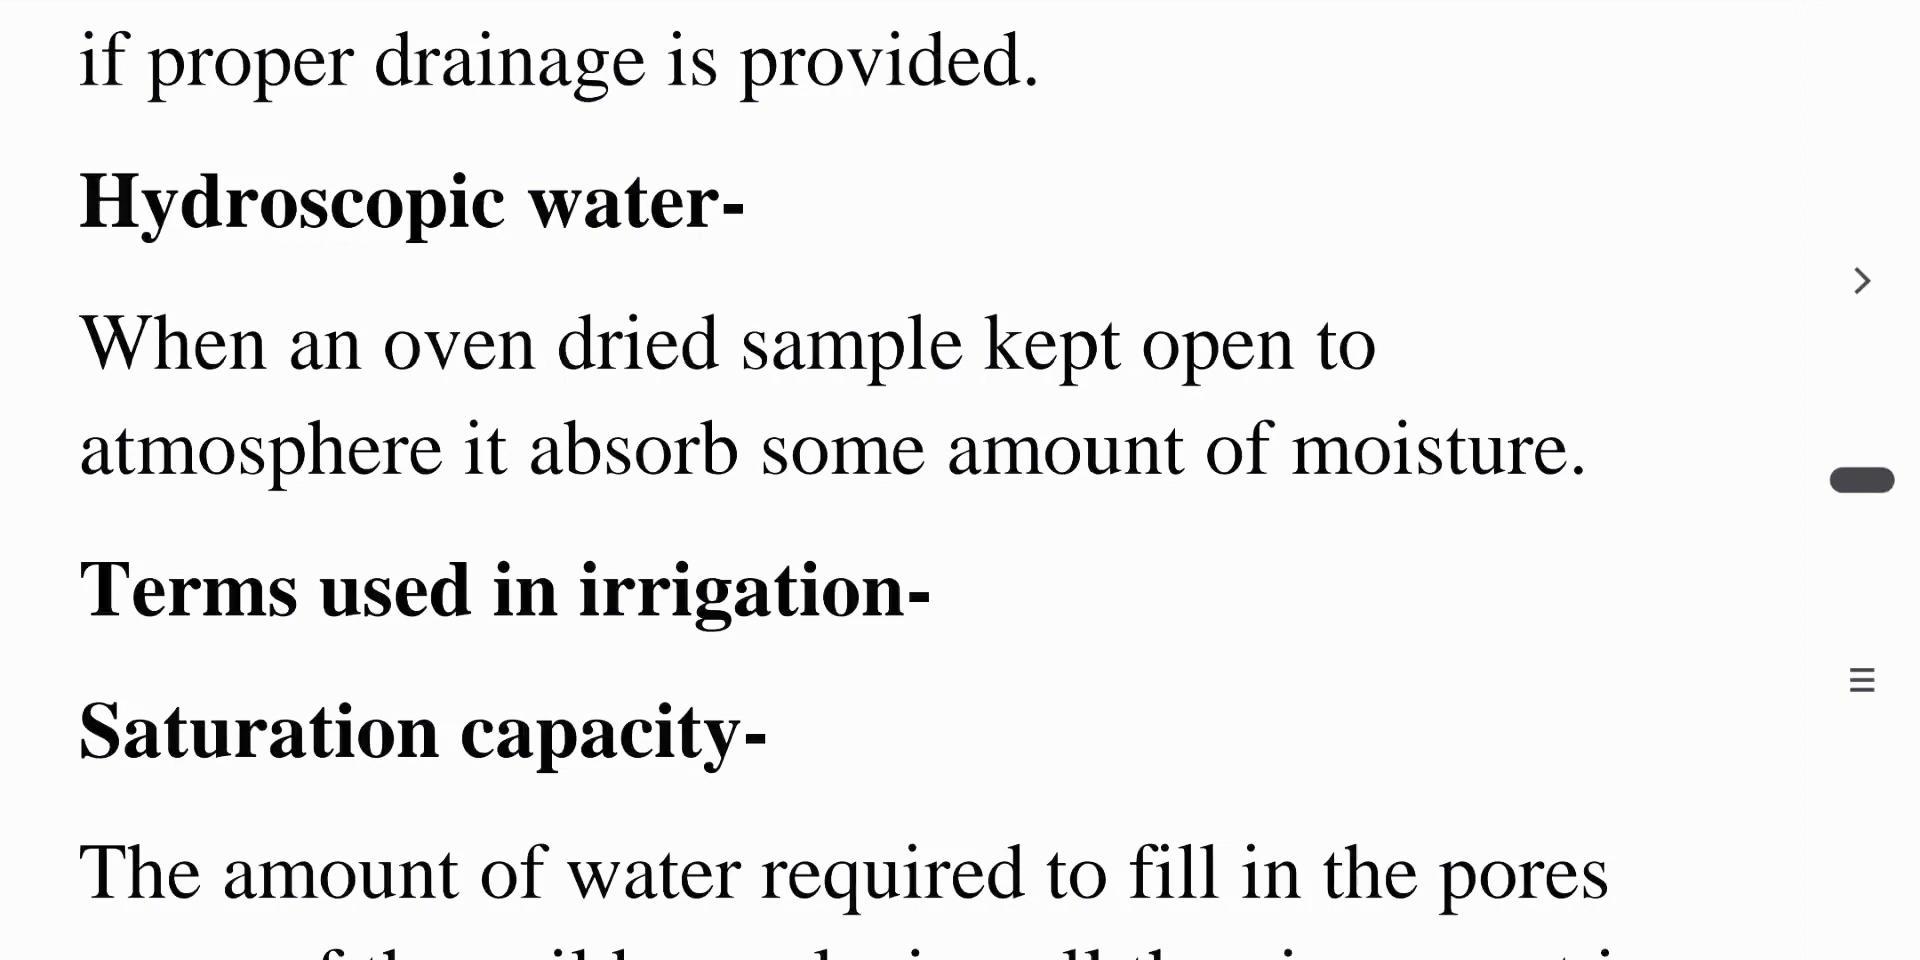 if proper drainage is provided.
Hydroscopic water-
When an oven dried sample kept open to
atmosphere it absorb some amount of moisture.
Terms used in irrigation-
Saturation capacity-
The amount of water required to fill in the pores